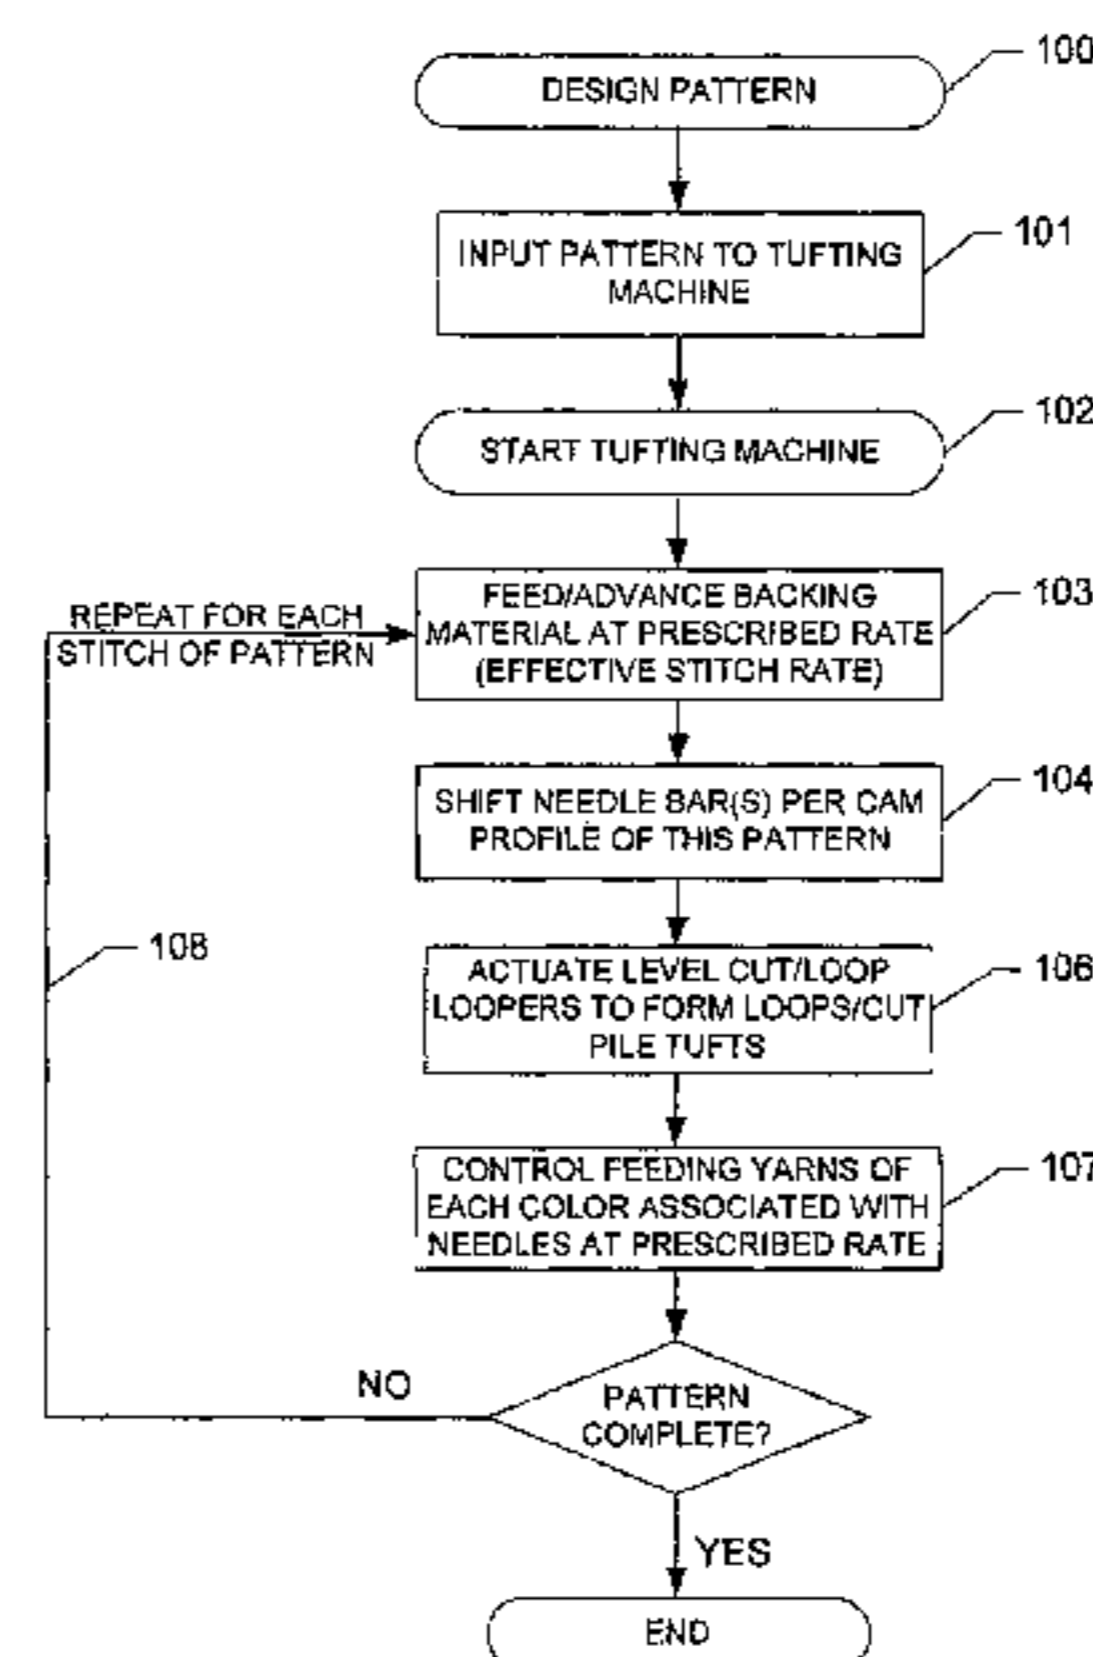 100
DESIGN PATTERN
101
INPUT PATTERN TO TUFTING
MACHINE
102
START TUFTING MACHINE
103
FEED/ADVANCE BACKING
MATERIAL AT PRESCRIBED RATE
(EFFECTIVE STITCH RATE)
REPEAT FOR EACH
STITCH OF PATTERN
104
SHIFT NEEDLE BAR(S) PER CAM
PROFILE OF THIS PATTERN
108
106
ACTUATE LEVEL CUT/LOOP
LOOPERS TO FORM LOOPS/CUT
PILE TUFTS
107
CONTROL FEEDING YARNS OF
EACH COLOR ASSOCIATED WITH
NEEDLES AT PRESCRIBED RATE
NO
PATTERN
COMPLETE?
YES
END